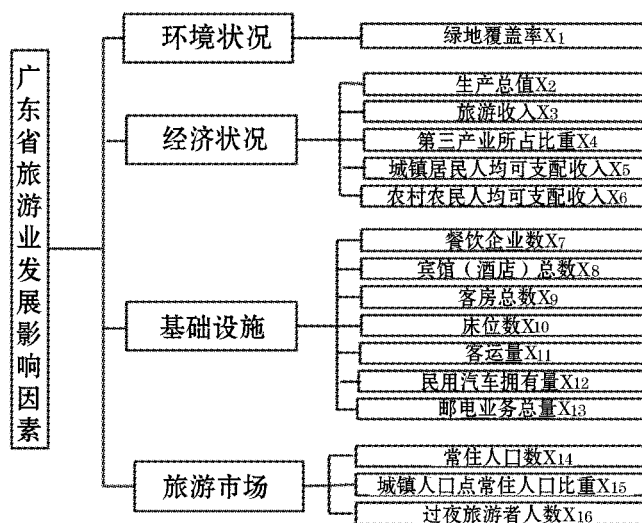 广东省旅游业发展影响因素
环境状况
绿地覆盖率X1
经济状况
生产总值X2
旅游收入X3
第三产业所占比重X4
城镇居民人均可支配收入X5
农村农民人均可支配收入X6
基础设施
餐饮企业数X7
宾馆（酒店）总数X8
客房总数X9
床位数X10
客运量X11
民用汽车拥有量X12
邮电业务总量X13
旅游市场
常住人口数X14
城镇人口点常住人口比重X15
过夜旅游者人数X16